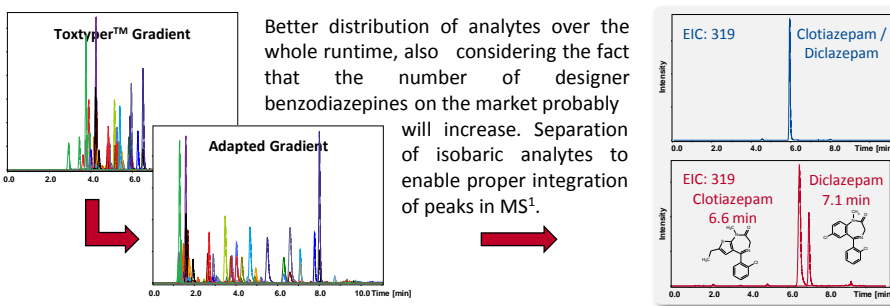 Toxtyper™ Gradient
0.0 4.0 6.0
Adapted Gradient
0.0 2.0 4.0 6.0 8.0 10.0 Time [min]
Better distribution of analytes over the
whole runtime, also considering the fact
that the number of designer
benzodiazepines on the market probably
will increase. Separation
of isobaric analytes to
enable proper integration
of peaks in MS¹.
EIC: 319
Clotiazepam /
Diclazepam
Intensity
0.0 2.0 4.0 6.0 8.0
Time [min]
EIC: 319
Clotiazepam
6.6 min
Diclazepam
7.1 min
Intensity
0.0 2.0 4.0 6.0 8.0
Time [min]